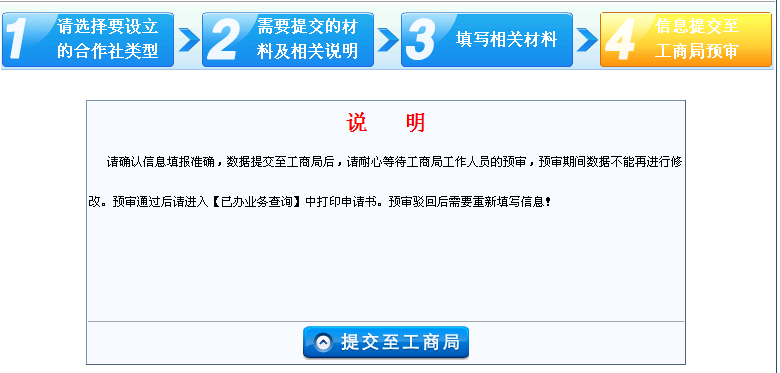 1 请选择要设立
的合作社类型
2 需要提交的材
料及相关说明
3 填写相关材料
4 信息提交至
工商局预审
说 明
请确认信息填报准确，数据提交至工商局后，请耐心等待工商局工作人员的预审，预审期间数据不能再进行修
改。预审通过后请进入【已办业务查询】中打印申请书。预审驳回后需要重新填写信息！
提交至工商局